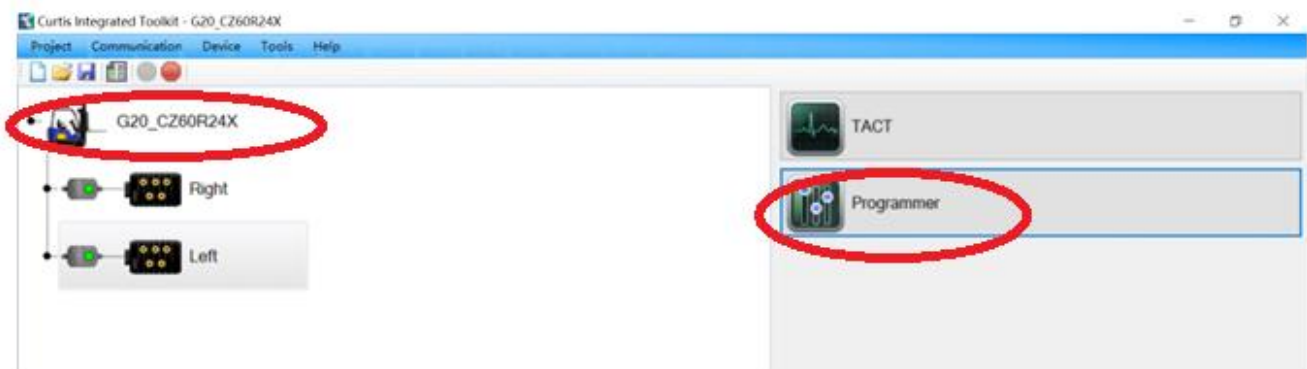 Curtis Integrated Toolkit - G20_CZ60R24X
Project Communication Device Tools Help
G20_CZ60R24X
Right
Left
TACT
Programmer